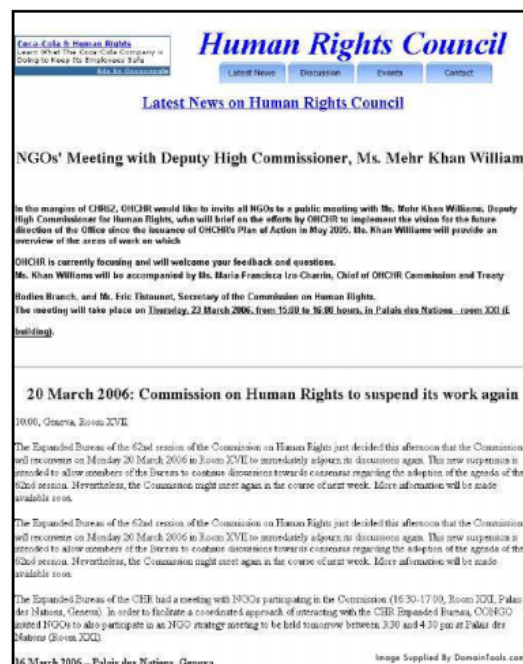 Coca-Cola & Human Rights
Learn What The Coca-Cola Company is
Doing to Keep Its Employees Safe
Ads by
Human Rights Council
Latest News
Discussion
Events
Contact
Latest News on Human Rights Council
NGOs' Meeting with Deputy High Commissioner, Ms. Mehr Khan William
In the margins of CHR62, OHCHR would like to invite all NGOs to a public meeting with Ms. Mehr Khan Williams, Deputy
High Commissioner for Human Rights, who will brief on the efforts by OHCHR to implement the vision for the future
direction of the Office since the issuance of OHCHR's Plan of Action in May 2005. Ms. Khan Williams will provide an
overview of the areas of work on which
OHCHR is currently focusing and will welcome your feedback and questions.
Ms. Khan Williams will be accompanied by Ms. Maria Francisca Ize-Charrin, Chief of OHCHR Commission and Treaty
Bodies Branch, and Mr. Eric Tistounet, Secretary of the Commission on Human Rights.
The meeting will take place on Thursday, 23 March 2006, from 15:00 to 16:00 hours, in Palais des Nations - room XXI (E
building).
20 March 2006: Commission on Human Rights to suspend its work again
10:00, Geneva, Room XVII
The Expanded Bureau of the 62nd session of the Commission on Human Rights just decided this afternoon that the Commission
will reconvene on Monday 20 March 2006 in Room XVII to immediately adjourn its discussions again. This new suspension is
intended to allow members of the Bureau to continue discussions towards consensus regarding the adoption of the agenda of the
62nd session. Nevertheless, the Commission might meet again in the course of next week. More information will be made
available soon.
The Expanded Bureau of the 62nd session of the Commission on Human Rights just decided this afternoon that the Commission
will reconvene on Monday 20 March 2006 in Room XVII to immediately adjourn its discussions again. This new suspension is
intended to allow members of the Bureau to continue discussions towards consensus regarding the adoption of the agenda of the
62nd session. Nevertheless, the Commission might meet again in the course of next week. More information will be made
available soon.
The Expanded Bureau of the CHR had a meeting with NGOs participating in the Commission (16:30-17:00, Room XXI, Palais
des Nations, Geneva). In order to facilitate a coordinated approach of interacting with the CHR Expanded Bureau, CONGO
invited NGOs to also participate in an NGO strategy meeting to be held tomorrow between 3:30 and 4:30 pm at Palais des
Nations (Room XXI).
16 March 2006 – Palais des Nations, Geneva
Image Supplied By DomainTools.com